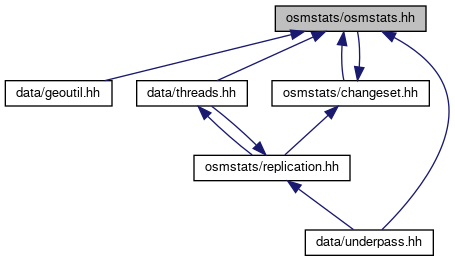 osmstats/osmstats.hh
data/geoutil.hh
data/threads.hh
osmstats/changeset.hh
osmstats/replication.hh
data/underpass.hh